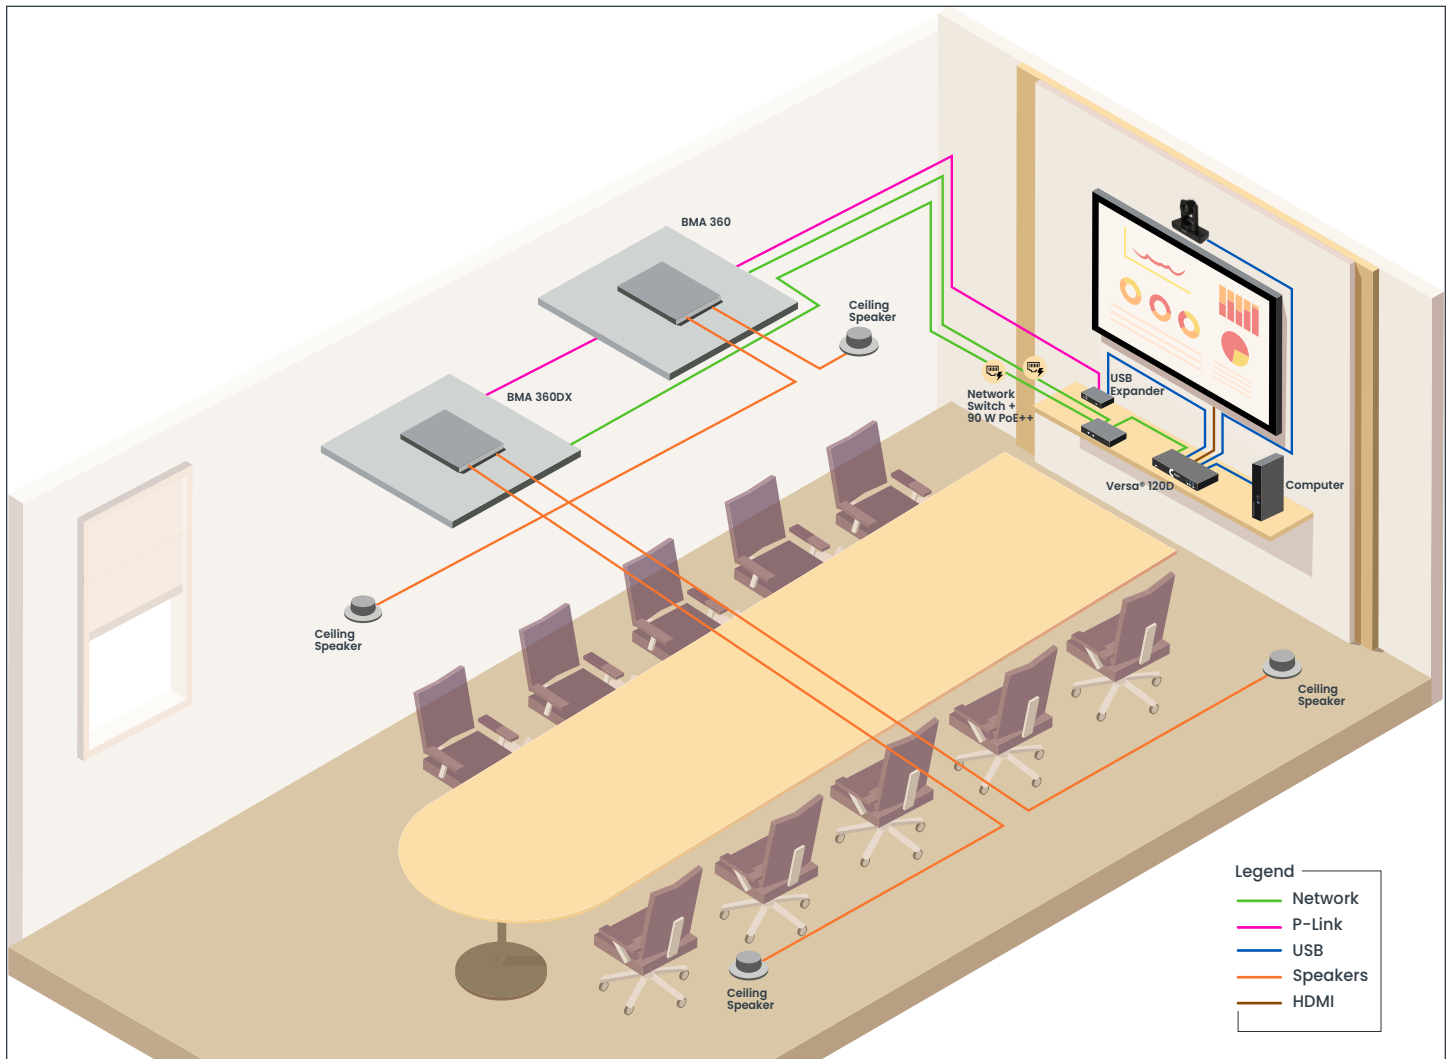 BMA 360
Ceiling
Speaker
BMA 360DX
USB
Expander
Network
Switch +
90 W PoE++
Versa® 120D
Computer
Ceiling
Speaker
Ceiling
Speaker
Ceiling
Speaker
Legend
Network
P-Link
USB
Speakers
HDMI